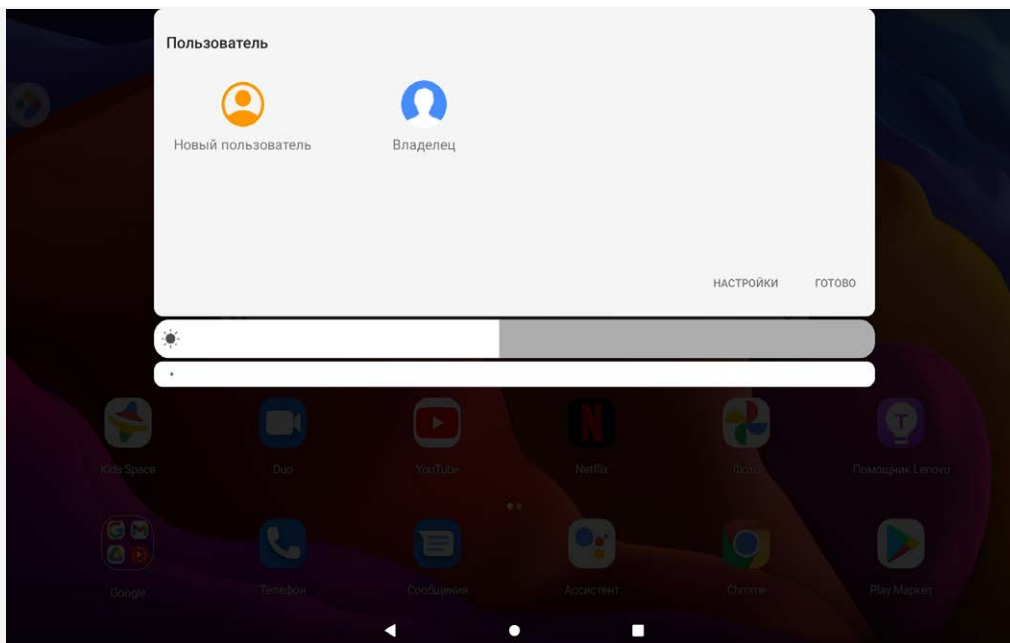 Пользователь
Новый пользователь Владелец
НАСТРОЙКИ ГОТОВО
Kids Space Duo YouTube Netflix Фото Помощник Lenovo
Google Телефон Сообщения Ассистент Chrome Play Маркет